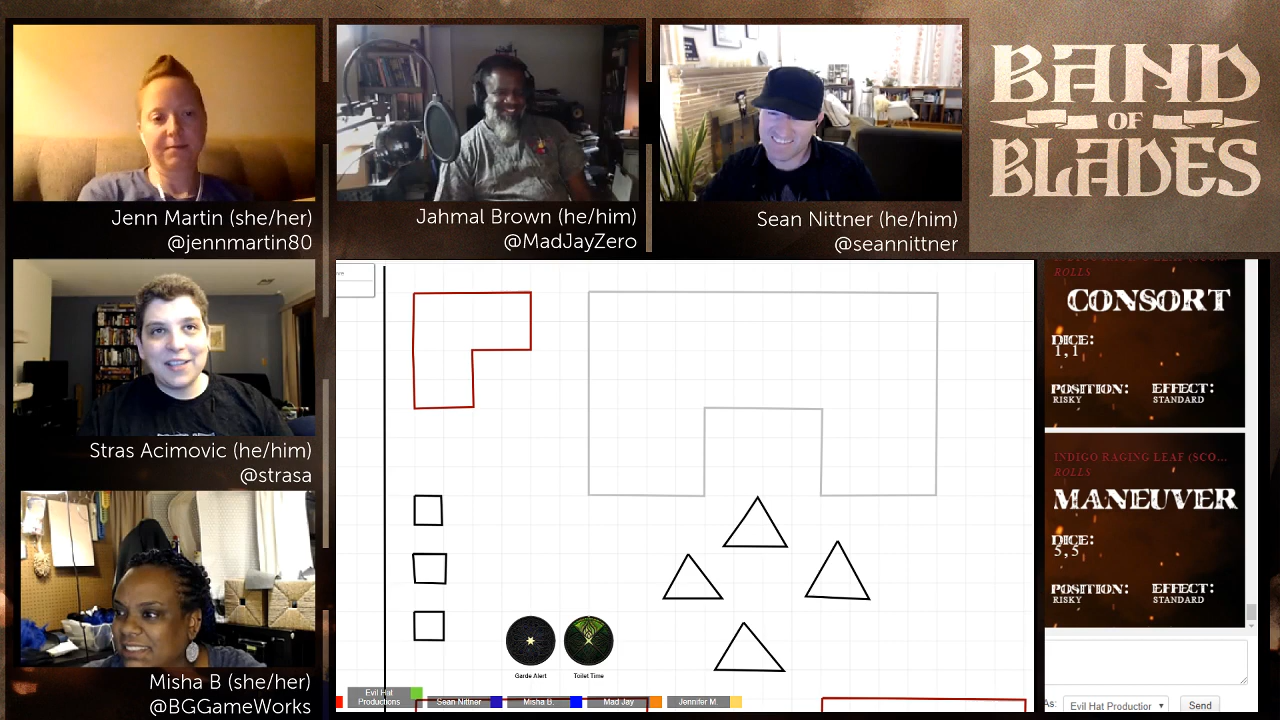 Jenn Martin (she/her)
@jennmartin80
Jahmal Brown (he/him)
@MadJayZero
Sean Nittner (he/him)
@seannittner
BAND
OF
BLADES
Stras Acimovic (he/him)
@strasa
Misha B (she/her)
@BGGameWorks
Garde Alert
Toilet Time
Evil Hat
Productions
Sean Nittner
Misha B.
Mad Jay
Jennifer M.
ROLLS
CONSORT
DICE:
1,1
POSITION: EFFECT:
RISKY STANDARD
INDIGO RAGING LEAF (SCO...
ROLLS
MANEUVER
DICE:
5,5
POSITION: EFFECT:
RISKY STANDARD
As: Evil Hat Productior Send